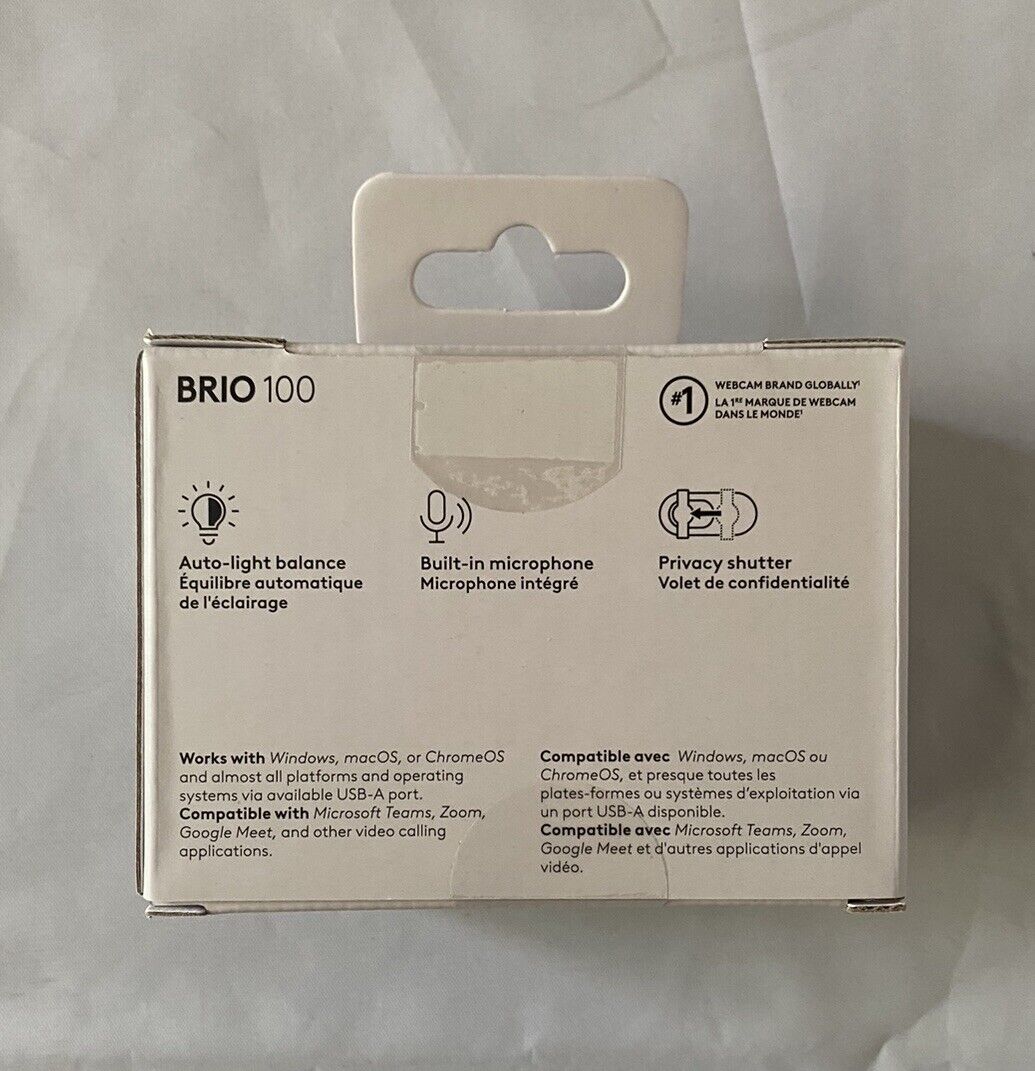 BRIO 100
#1
WEBCAM BRAND GLOBALLY¹
LA 1ᴿᴱ MARQUE DE WEBCAM
DANS LE MONDE¹
Auto-light balance
Équilibre automatique
de l'éclairage
Built-in microphone
Microphone intégré
Privacy shutter
Volet de confidentialité
Works with Windows, macOS, or ChromeOS
and almost all platforms and operating
systems via available USB-A port.
Compatible with Microsoft Teams, Zoom,
Google Meet, and other video calling
applications.
Compatible avec Windows, macOS ou
ChromeOS, et presque toutes les
plates-formes ou systèmes d’exploitation via
un port USB-A disponible.
Compatible avec Microsoft Teams, Zoom,
Google Meet et d'autres applications d'appel
vidéo.